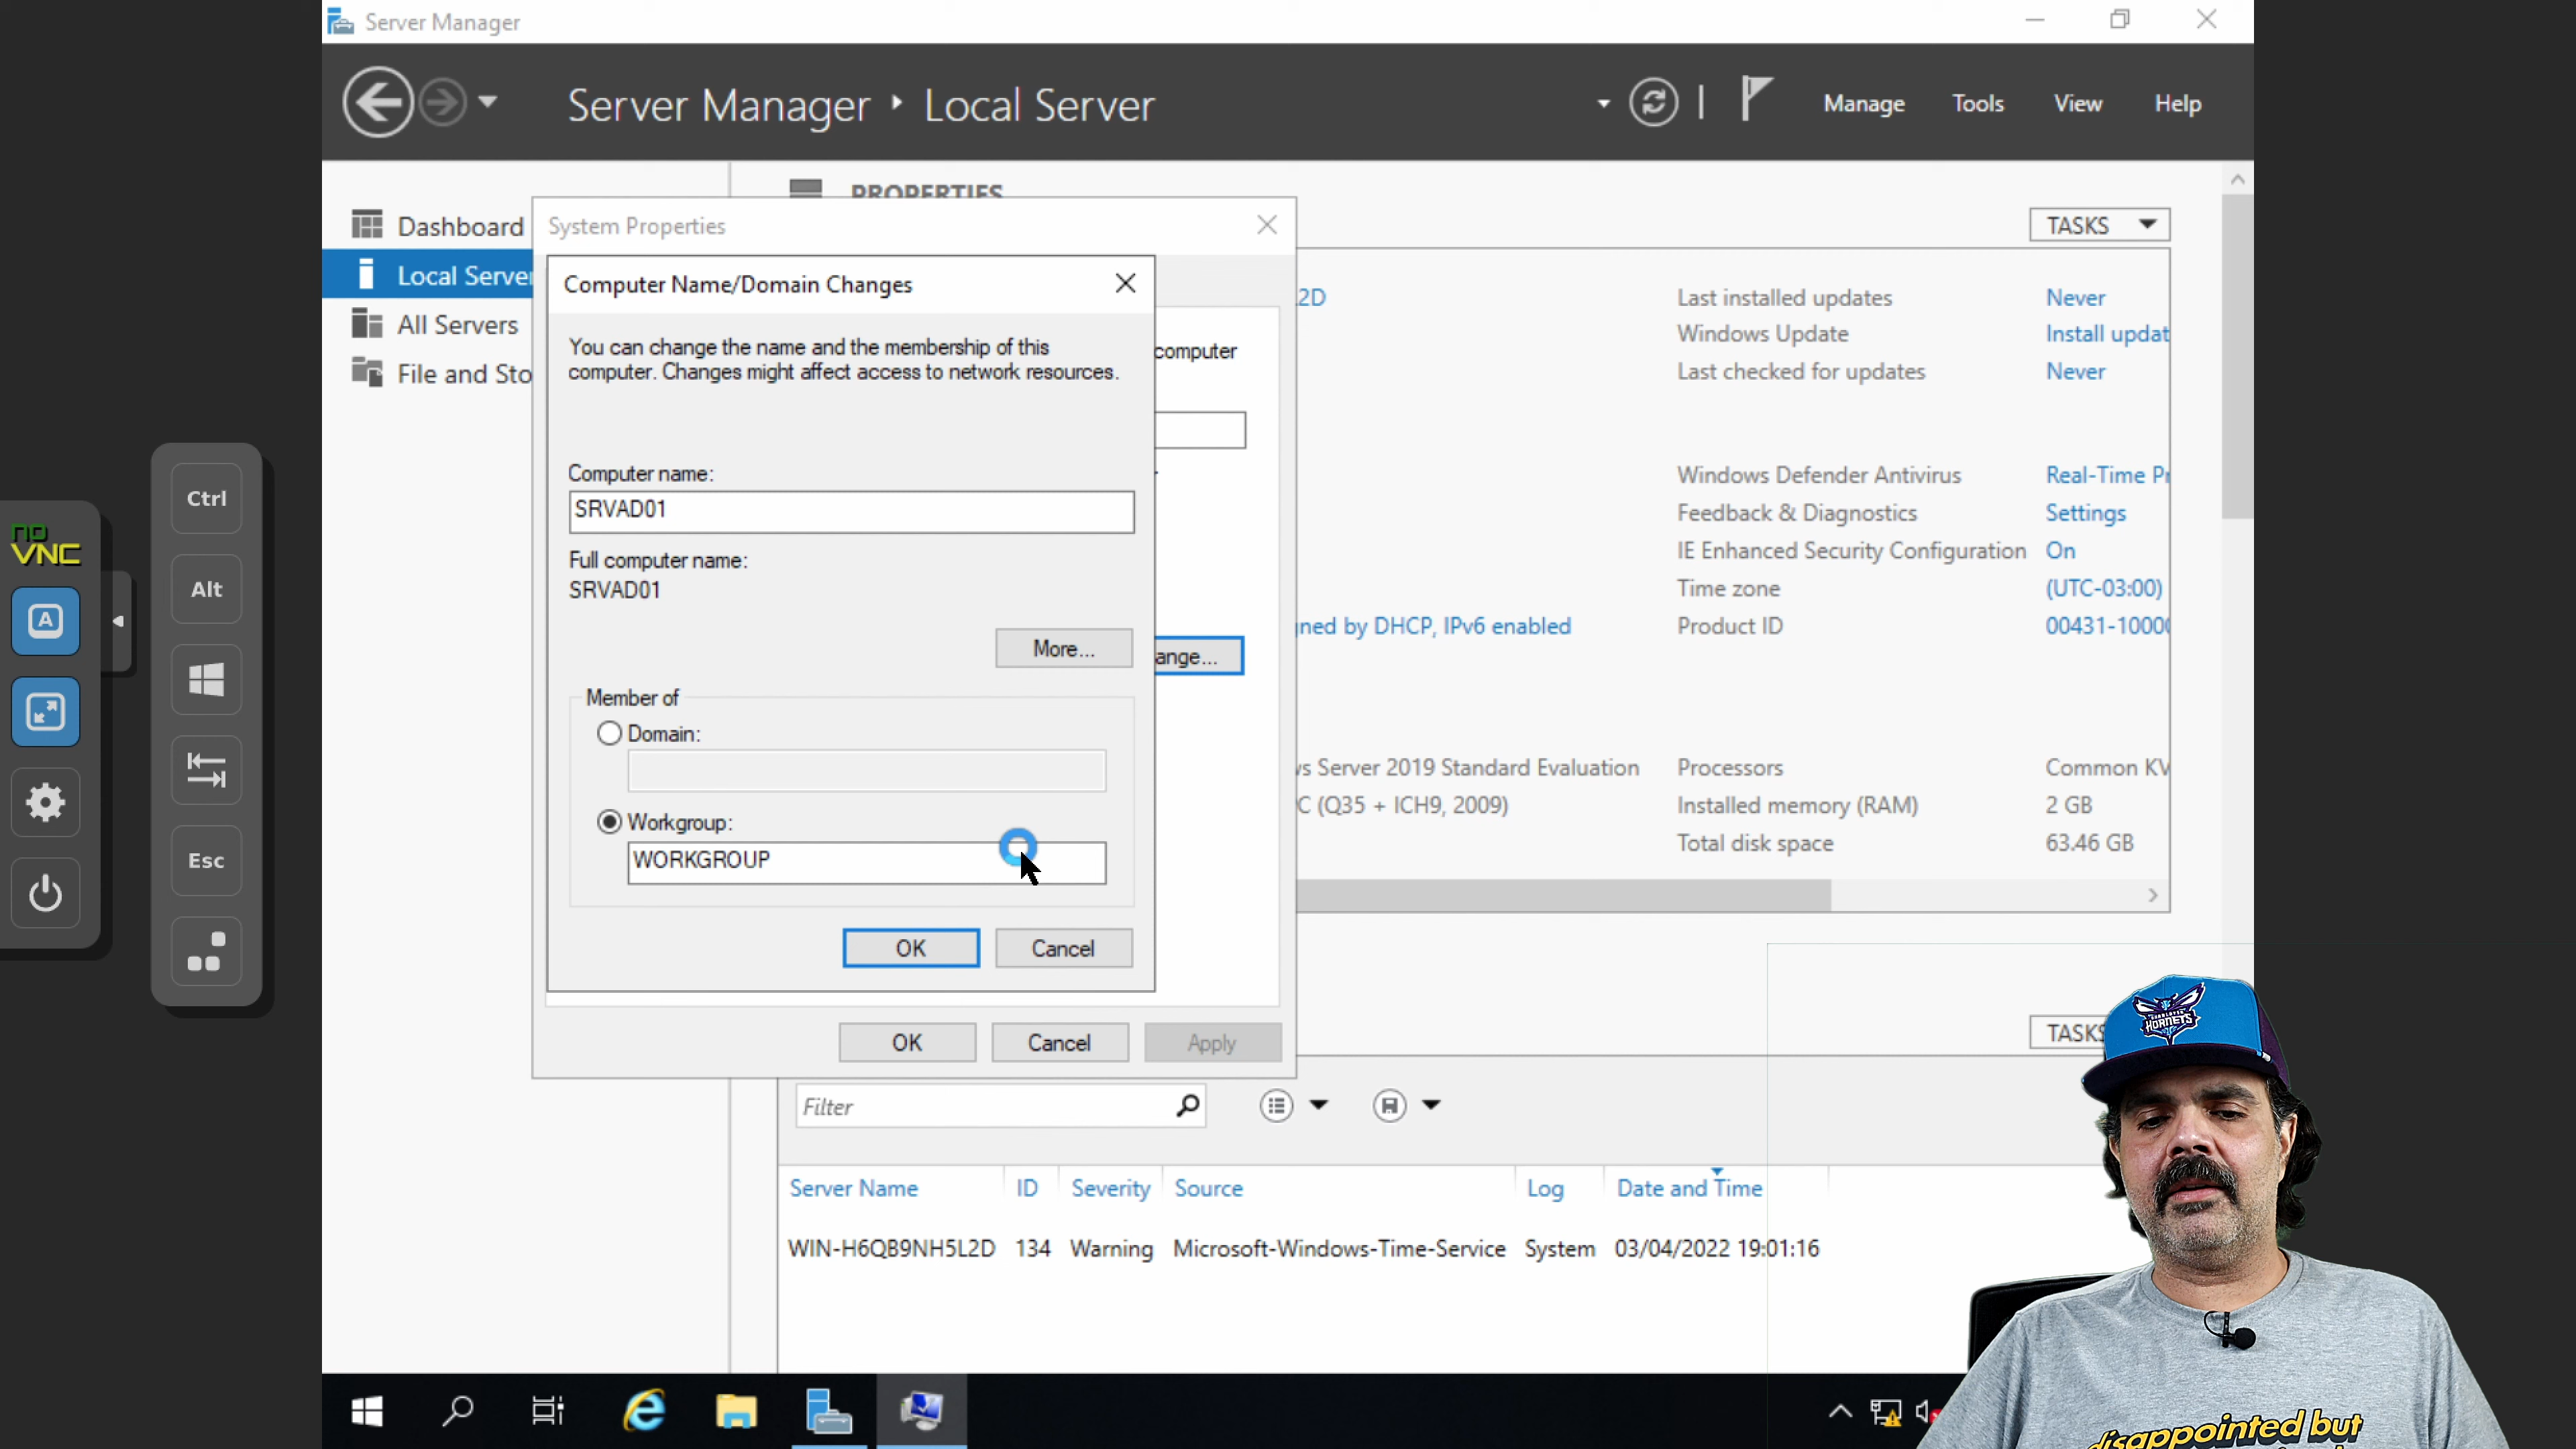 Server Manager
Server Manager Local Server
Manage Tools View Help
PROPERTIES
TASKS
Dashboard
Local Server
All Servers
File and Sto
System Properties
Computer Name/Domain Changes
You can change the name and the membership of this
computer. Changes might affect access to network resources.
Computer name:
SRVAD01
Full computer name:
SRVAD01
More...
Member of
Domain:
Workgroup:
WORKGROUP
OK Cancel
computer
ange...
OK Cancel Apply
L2D
ned by DHCP, IPv6 enabled
s Server 2019 Standard Evaluation
C (Q35 + ICH9, 2009)
Last installed updates Never
Windows Update Install updat
Last checked for updates Never
Windows Defender Antivirus Real-Time Pr
Feedback & Diagnostics Settings
IE Enhanced Security Configuration On
Time zone (UTC-03:00)
Product ID 00431-1000
Processors Common KV
Installed memory (RAM) 2 GB
Total disk space 63.46 GB
TASKS
Filter
Server Name ID Severity Source Log Date and Time
WIN-H6QB9NH5L2D 134 Warning Microsoft-Windows-Time-Service System 03/04/2022 19:01:16
no
VNC
A
Ctrl
Alt
Esc
HORNETS
disappointed but